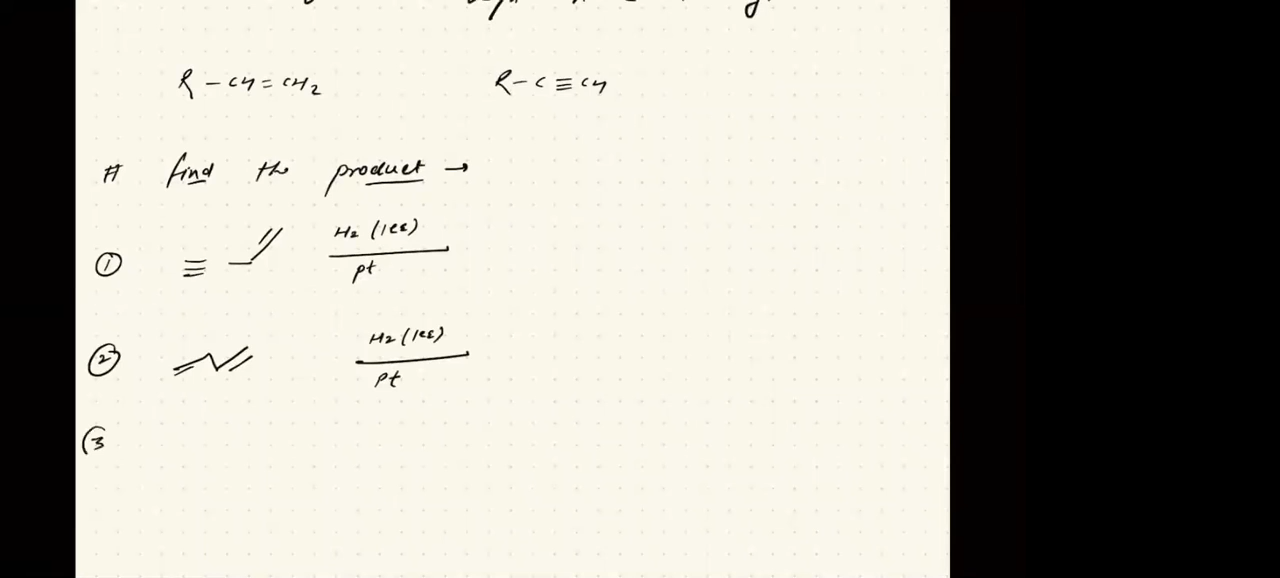 R-CH=CH2 R-C≡CH
# find the product →
① H2 (1eq)
pt
② H2 (1eq)
pt
(3